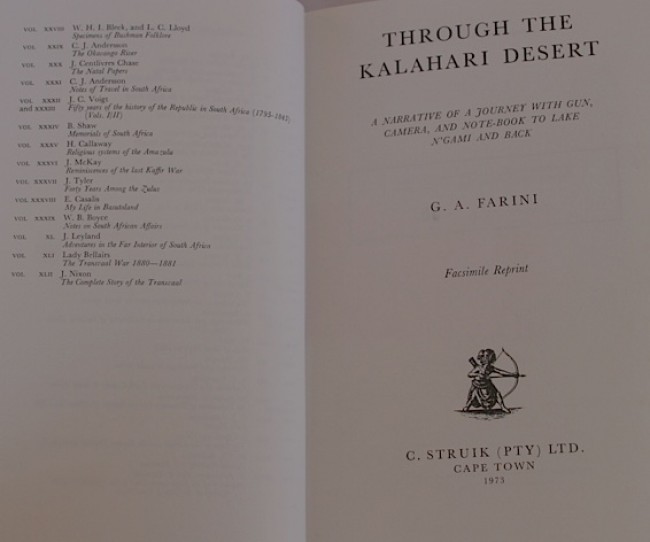 VOL XXVIII W. H. I. Bleek, and L. C. Lloyd
Specimens of Bushman Folklore
VOL XXIX C. J. Andersson
The Okavango River
VOL XXX J. Centlivres Chase
The Natal Papers
VOL XXXI C. J. Andersson
Notes of Travel in South Africa
VOL XXXII J. C. Voigt
and XXXIII Fifty years of the history of the Republic in South Africa (1795-1845)
(Vols. I/II)
VOL XXXIV B. Shaw
Memorials of South Africa
VOL XXXV H. Callaway
Religious systems of the Amazulu
VOL XXXVI J. McKay
Reminiscences of the last Kaffir War
VOL XXXVII J. Tyler
Forty Years Among the Zulus
VOL XXXVIII E. Casalis
My Life in Basutoland
VOL XXXIX W. B. Boyce
Notes on South African Affairs
VOL XL J. Leyland
Adventures in the Far Interior of South Africa
VOL XLI Lady Bellairs
The Transvaal War 1880—1881
VOL XLII J. Nixon
The Complete Story of the Transvaal
THROUGH THE
KALAHARI DESERT
A NARRATIVE OF A JOURNEY WITH GUN,
CAMERA, AND NOTE-BOOK TO LAKE
N'GAMI AND BACK
G. A. FARINI
Facsimile Reprint
C. STRUIK (PTY) LTD.
CAPE TOWN
1973